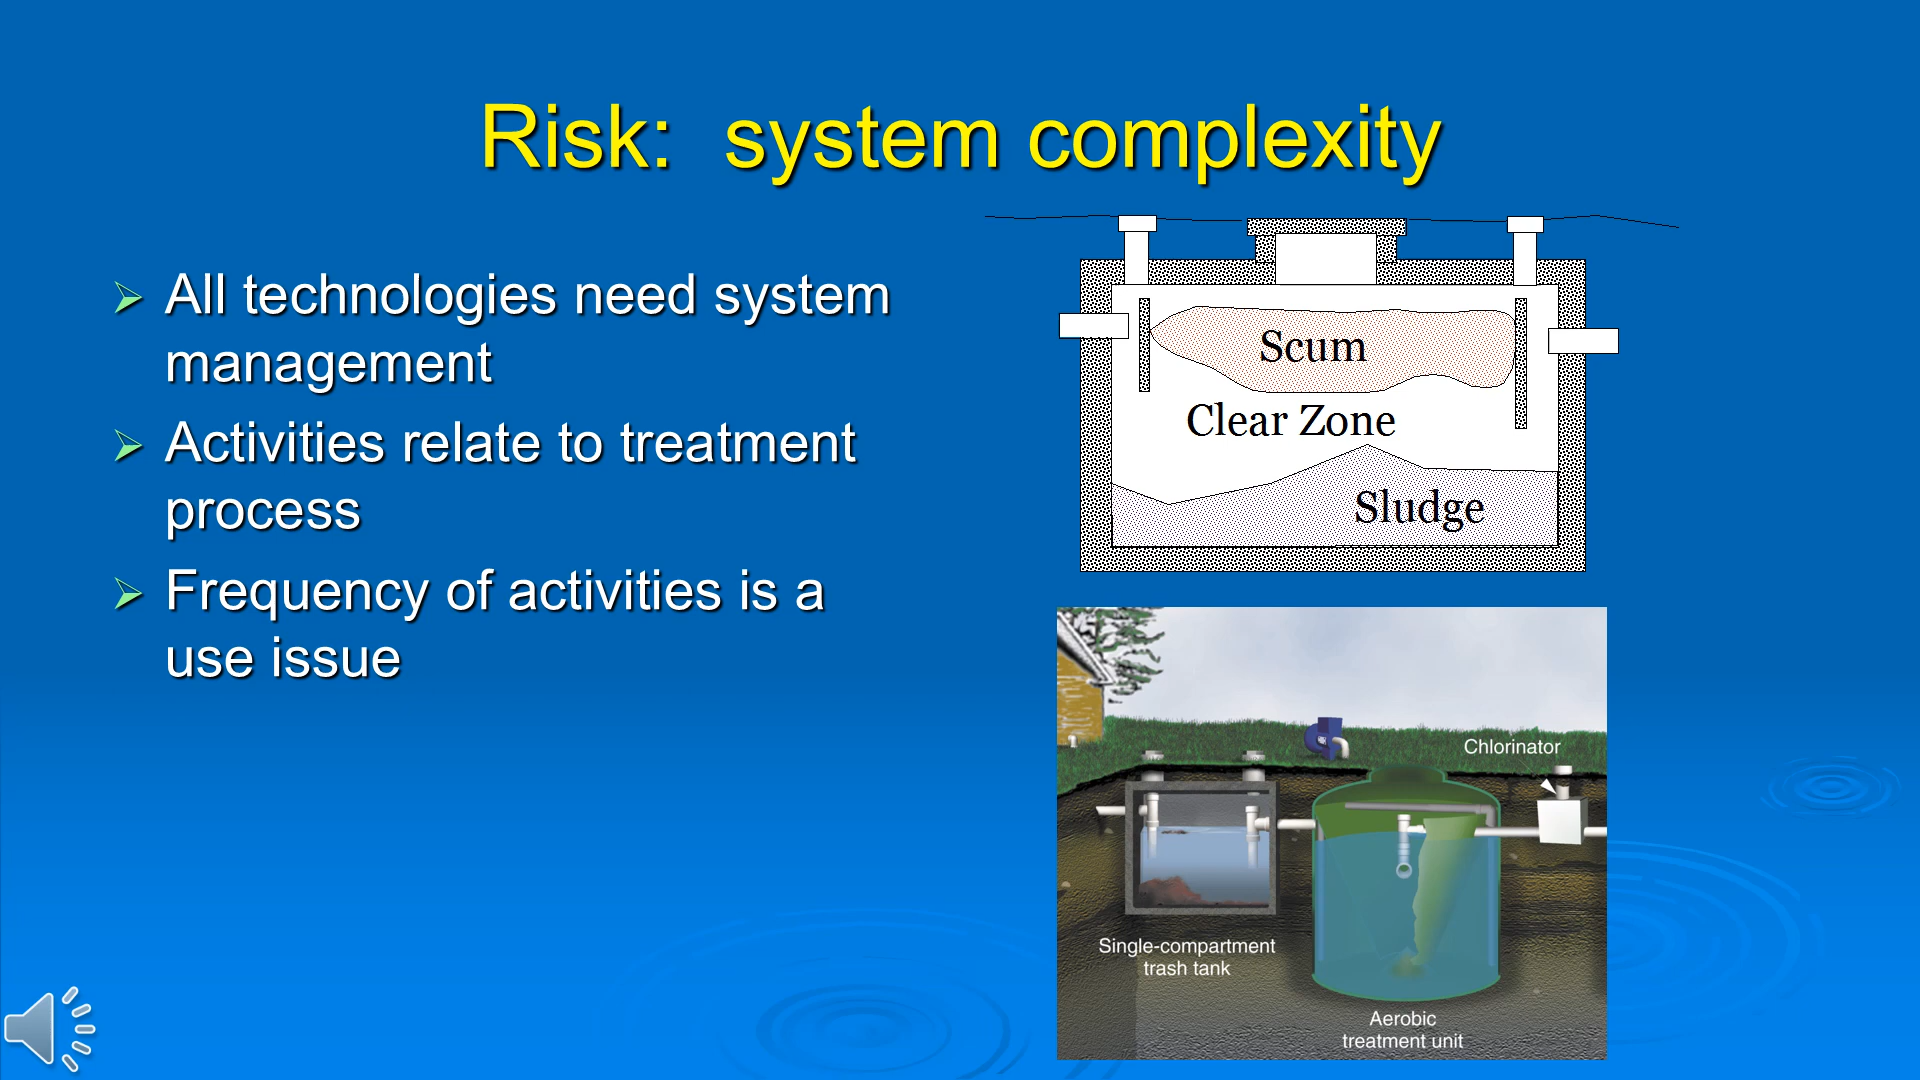 Risk:  system complexity
All technologies need system
management
Activities relate to treatment
process
Frequency of activities is a
use issue
Scum
Clear Zone
Sludge
Chlorinator
Single-compartment
trash tank
Aerobic
treatment unit